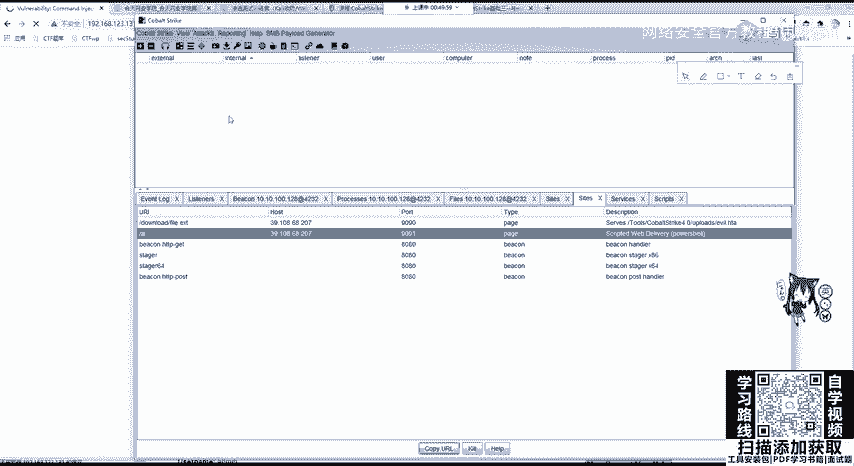 Vulnerability: Command Injec
上课中 00:49:59
不安全 192.168.123.13
应用 CTF题库 CTFwp
Cobalt Strike
Cobalt Strike View Attacks Reporting Help SMB Payload Generator
网络安全官方教程
external internal listener user computer note process pid arch last
Event Log X Listeners X Beacon 10.10.100.128@4232 X Processes 10.10.100.128@4232 X Files 10.10.100.128@4232 X Sites X Sites X Services X Scripts X
URI Host Port Type Description
/download/file.ext 39.108.68.207 9090 page Serves /Tools/CobaltStrike4.0/uploads/evil.hta
/a 39.108.68.207 9091 page Scripted Web Delivery (powershell)
beacon http-get 8080 beacon beacon handler
stager 8080 beacon beacon stager x86
stager64 8080 beacon beacon stager x64
beacon http-post 8080 beacon beacon post handler
英
学习路线
自学视频
扫描添加获取
工具安装包|PDF学习书籍|面试题
Copy URL Kill Help